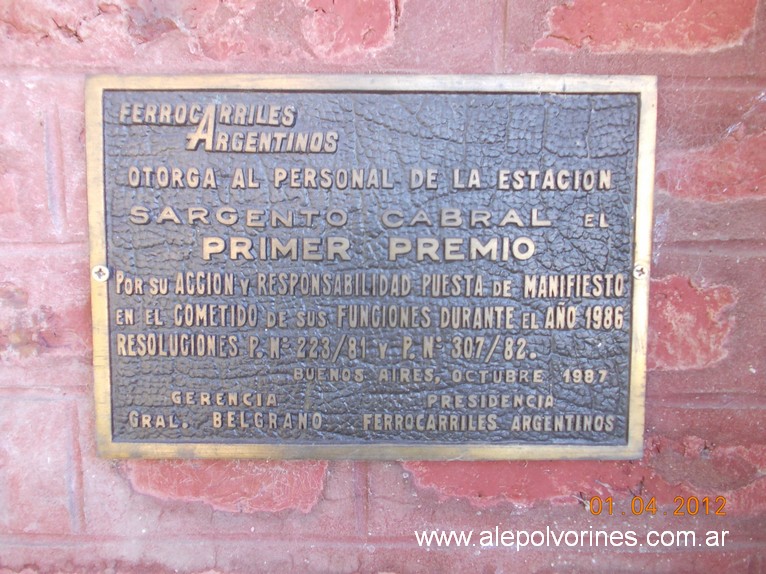 FERROCARRILES
ARGENTINOS
OTORGA AL PERSONAL DE LA ESTACION
SARGENTO CABRAL EL
PRIMER PREMIO
POR SU ACCION Y RESPONSABILIDAD PUESTA DE MANIFIESTO
EN EL COMETIDO DE SUS FUNCIONES DURANTE EL AÑO 1986
RESOLUCIONES P. N° 223/81 Y P. N° 307/82.
BUENOS AIRES, OCTUBRE 1987
GERENCIA PRESIDENCIA
GRAL. BELGRANO FERROCARRILES ARGENTINOS
01.04.2012
www.alepolvorines.com.ar